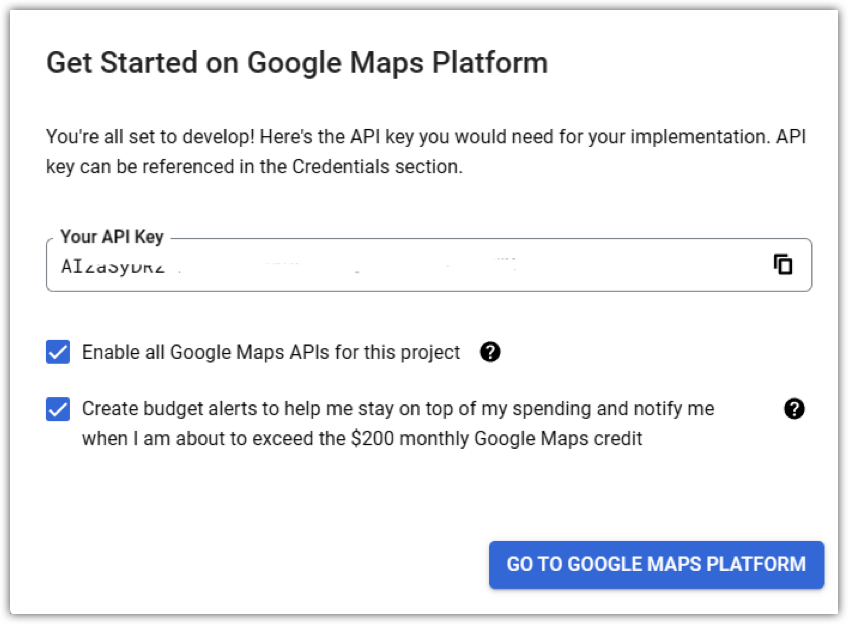 Get Started on Google Maps Platform
You're all set to develop! Here's the API key you would need for your implementation. API
key can be referenced in the Credentials section.
Your API Key
Enable all Google Maps APIs for this project
Create budget alerts to help me stay on top of my spending and notify me
when I am about to exceed the $200 monthly Google Maps credit
GO TO GOOGLE MAPS PLATFORM